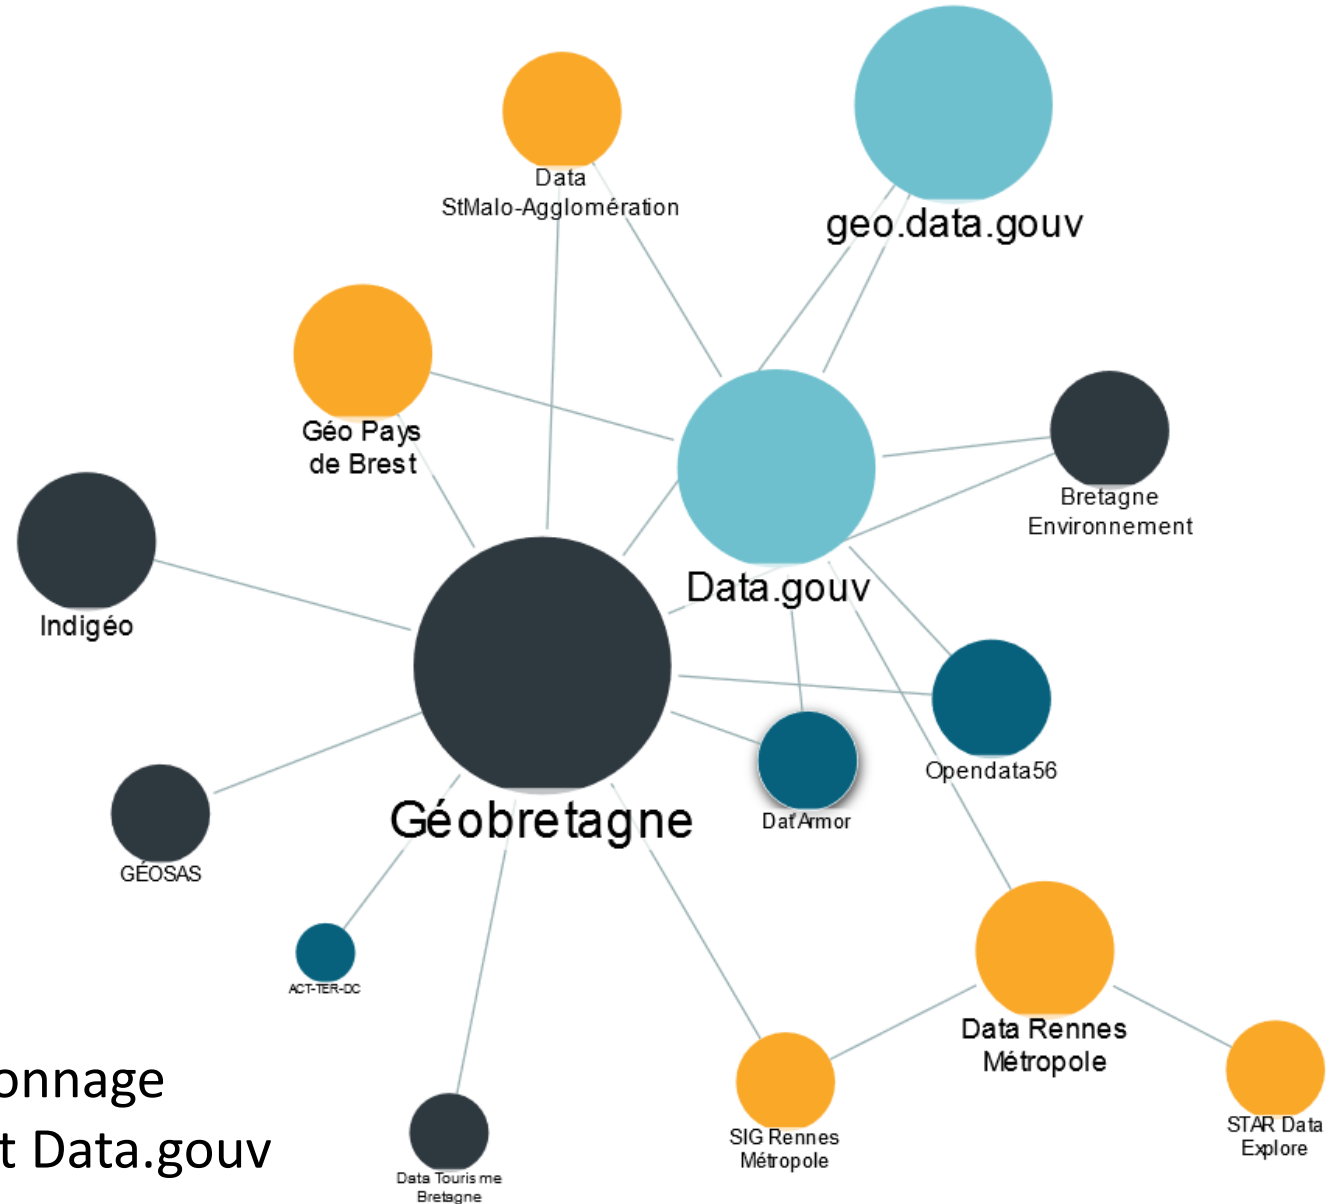 Data
StMalo-Agglomération
geo.data.gouv
Géo Pays
de Brest
Bretagne
Environnement
Data.gouv
Indigéo
Opendata56
Dat'Armor
Géobretagne
GÉOSAS
ACT-TER-DC
Data Rennes
Métropole
SIG Rennes
Métropole
STAR Data
Explore
Data Tourisme
Bretagne
onnage
t Data.gouv